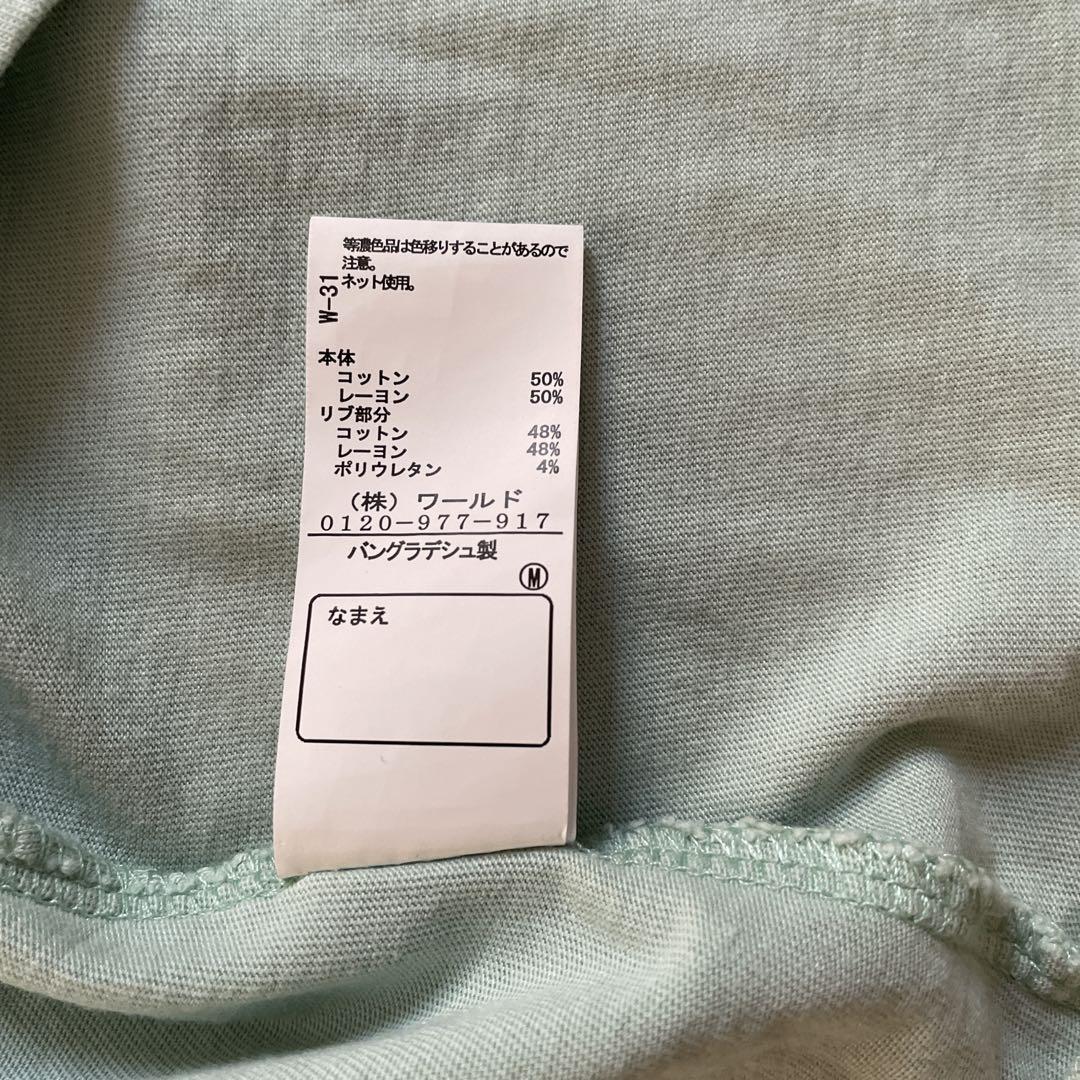 等濃色品は色移りすることがあるので
注意。
ネット使用。
W-31
本体
コットン 50%
レーヨン 50%
リブ部分
コットン 48%
レーヨン 48%
ポリウレタン 4%
（株）ワールド
0120-977-917
バングラデシュ製
Ⓜ
なまえ